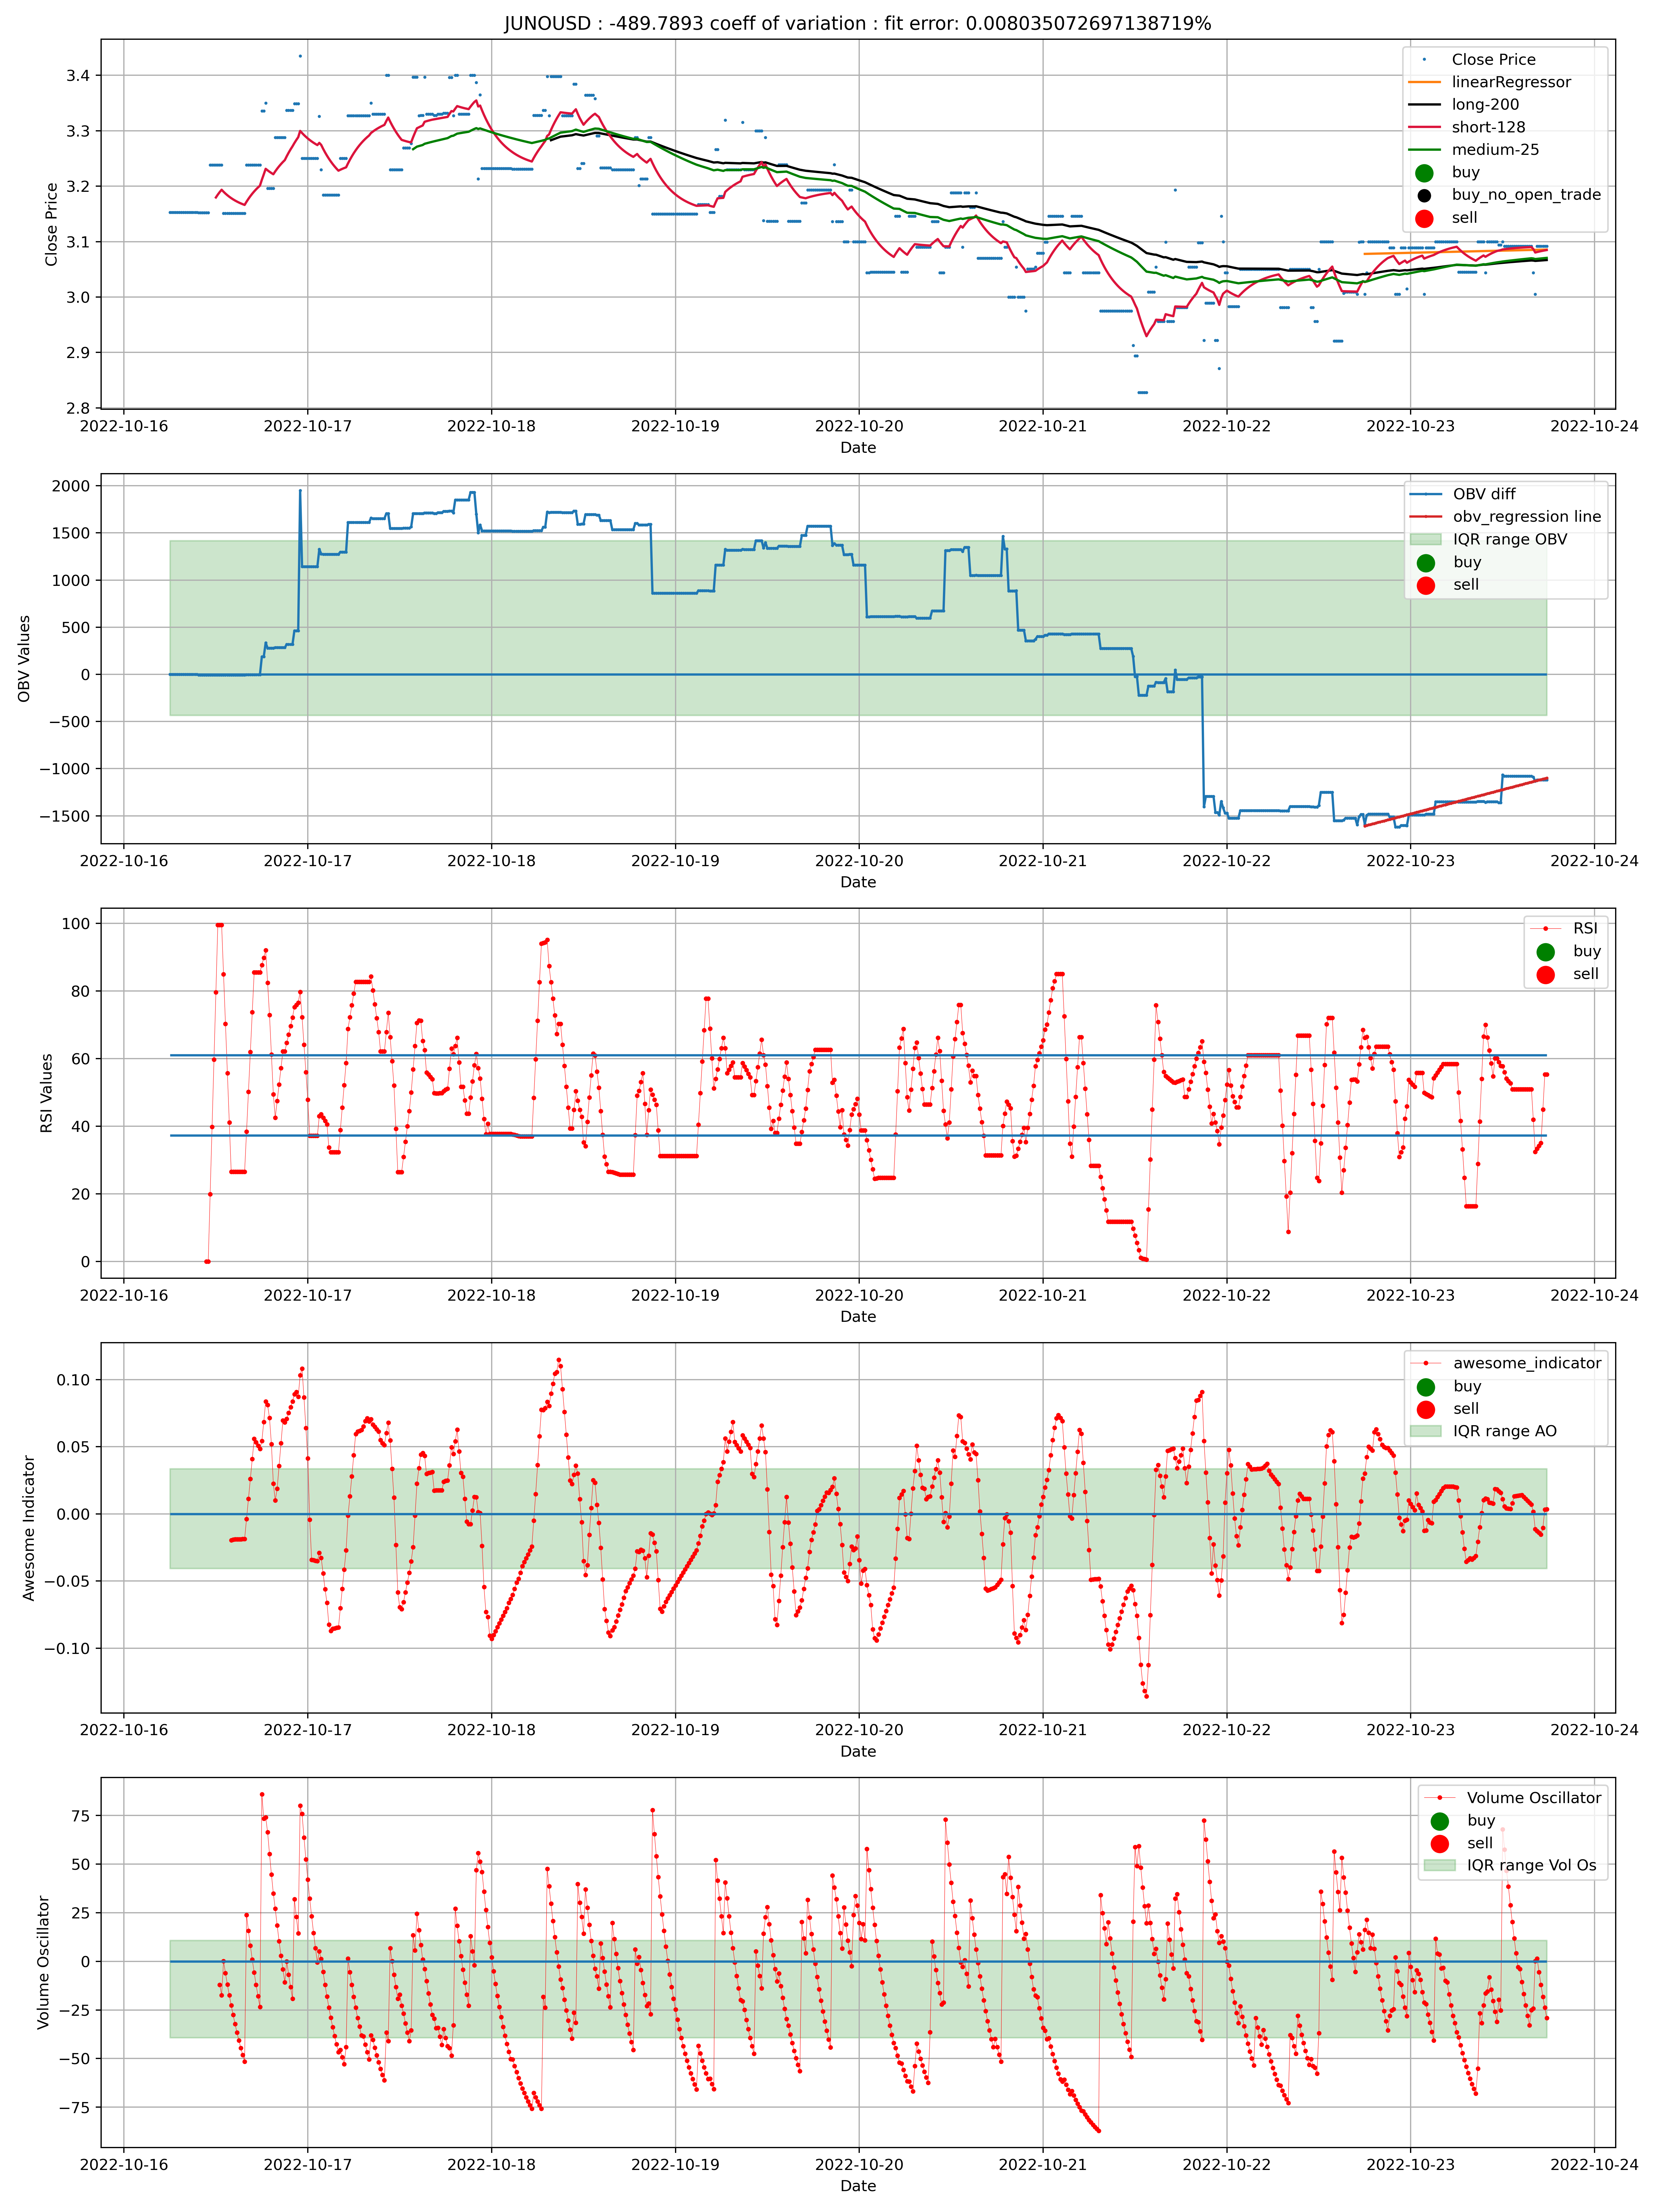 JUNOUSD : -489.7893 coeff of variation : fit error: 0.008035072697138719%
Close Price
3.4
3.3
3.2
3.1
3.0
2.9
2.8
Close Price
linearRegressor
long-200
short-128
medium-25
buy
buy_no_open_trade
sell
2022-10-16 2022-10-17 2022-10-18 2022-10-19 2022-10-20 2022-10-21 2022-10-22 2022-10-23 2022-10-24
Date
OBV Values
2000
1500
1000
500
0
−500
−1000
−1500
OBV diff
obv_regression line
IQR range OBV
buy
sell
2022-10-16 2022-10-17 2022-10-18 2022-10-19 2022-10-20 2022-10-21 2022-10-22 2022-10-23 2022-10-24
Date
RSI Values
100
80
60
40
20
0
RSI
buy
sell
2022-10-16 2022-10-17 2022-10-18 2022-10-19 2022-10-20 2022-10-21 2022-10-22 2022-10-23 2022-10-24
Date
Awesome Indicator
0.10
0.05
0.00
−0.05
−0.10
awesome_indicator
buy
sell
IQR range AO
2022-10-16 2022-10-17 2022-10-18 2022-10-19 2022-10-20 2022-10-21 2022-10-22 2022-10-23 2022-10-24
Date
Volume Oscillator
75
50
25
0
−25
−50
−75
Volume Oscillator
buy
sell
IQR range Vol Os
2022-10-16 2022-10-17 2022-10-18 2022-10-19 2022-10-20 2022-10-21 2022-10-22 2022-10-23 2022-10-24
Date